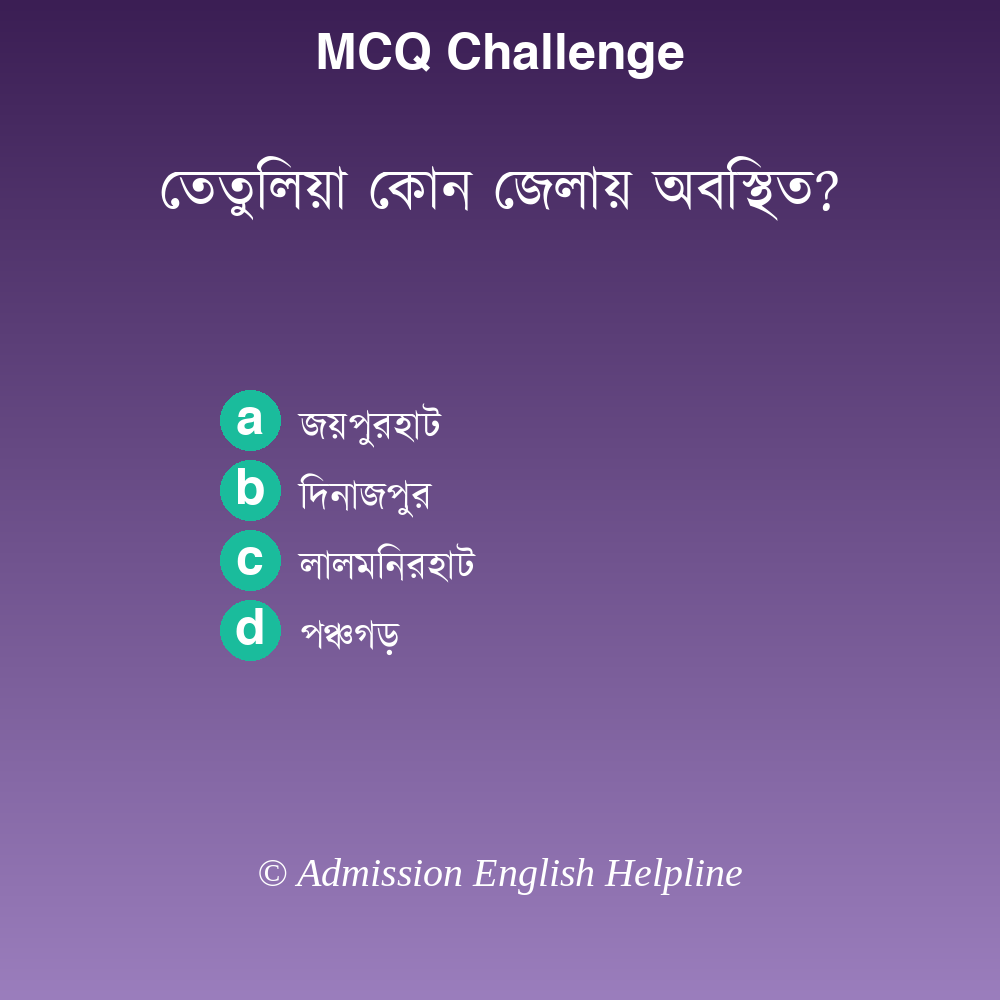 MCQ Challenge
তেতুলিয়া কোন জেলায় অবস্থিত?
a জয়পুরহাট
b দিনাজপুর
c লালমনিরহাট
d পঞ্চগড়
© Admission English Helpline